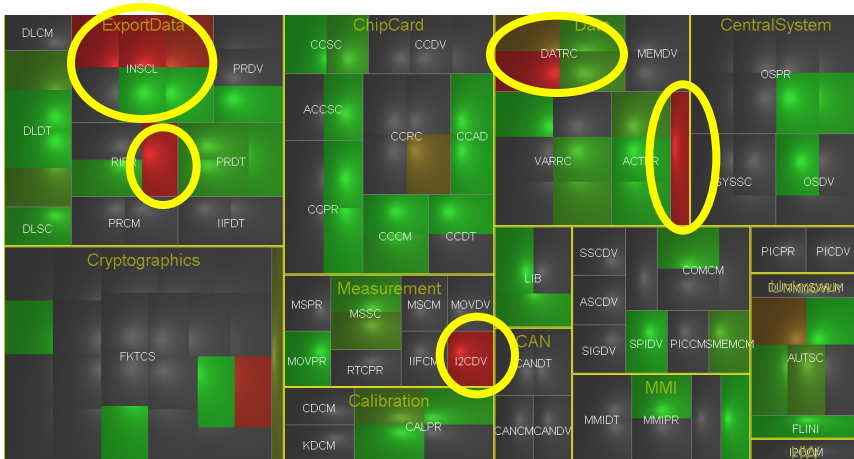 ExportData
DLCM
INSCL
PRDV
DLDT
RIPR
PRDT
DLSC
PRCM
IIFDT
ChipCard
CCSC
CCDV
ACCSC
CCRC
CCAD
CCPR
CCCM
CCDT
Data
DATRC
MEMDV
VARRC
CentralSystem
OSPR
SYSSC
OSDV
Cryptographics
FKTCS
Measurement
MSPR
MSSC
MSCM
MOVDV
MOVPR
RTCPR
IIFCM
I2CDV
Calibration
CDCM
CALPR
KDCM
LIB
CAN
CANDT
CANCM
CANDV
SSCDV
COMCM
ASCDV
SIGDV
SPIDV
PICCM
SMEMCM
MMI
MMIDT
MMIPR
PICPR
PICDV
AUTSC
FLINI
I2CCM